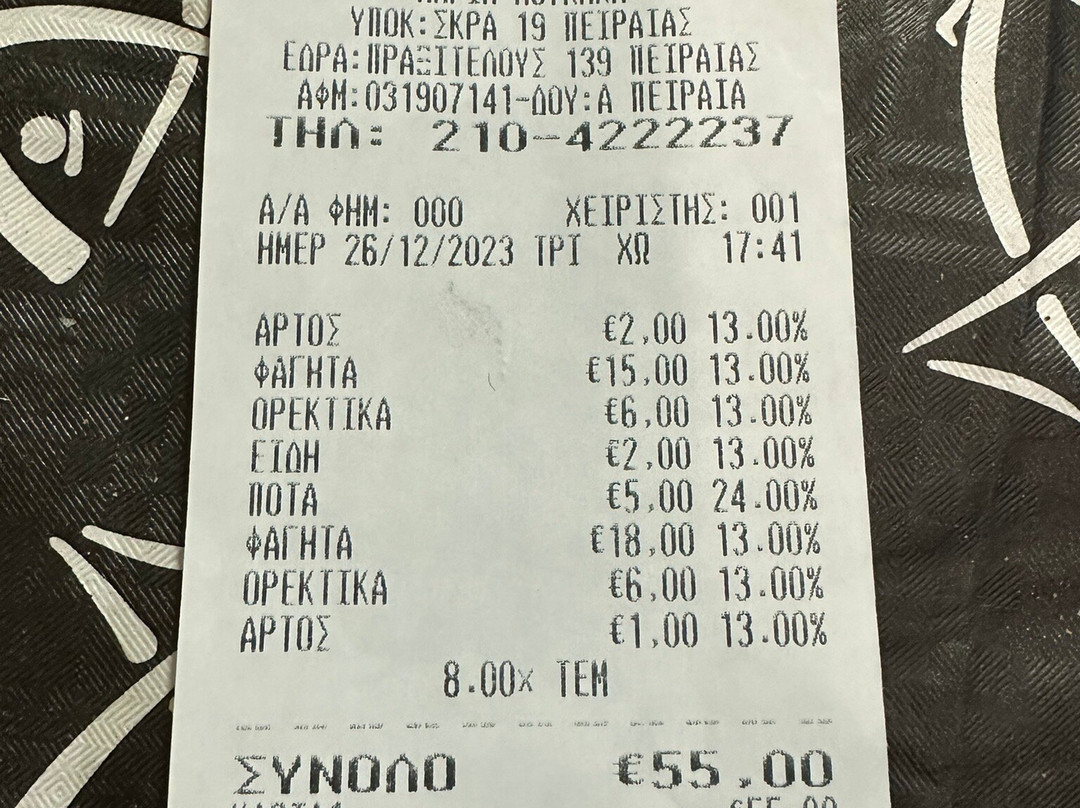 ΥΠΟΚ:ΣΚΡΑ 19 ΠΕΙΡΑΙΑΣ
ΕΔΡΑ:ΠΡΑΞΙΤΕΛΟΥΣ 139 ΠΕΙΡΑΙΑΣ
ΑΦΜ:031907141-ΔΟΥ:Α ΠΕΙΡΑΙΑ
ΤΗΛ: 210-4222237
Α/Α ΦΗΜ: 000 ΧΕΙΡΙΣΤΗΣ: 001
ΗΜΕΡ 26/12/2023 ΤΡΙ ΧΩ 17:41
ΑΡΤΟΣ €2,00 13.00%
ΦΑΓΗΤΑ €15,00 13.00%
ΟΡΕΚΤΙΚΑ €6,00 13.00%
ΕΙΔΗ €2,00 13.00%
ΠΟΤΑ €5,00 24.00%
ΦΑΓΗΤΑ €18,00 13.00%
ΟΡΕΚΤΙΚΑ €6,00 13.00%
ΑΡΤΟΣ €1,00 13.00%
8.00x ΤΕΜ
ΣΥΝΟΛΟ €55,00